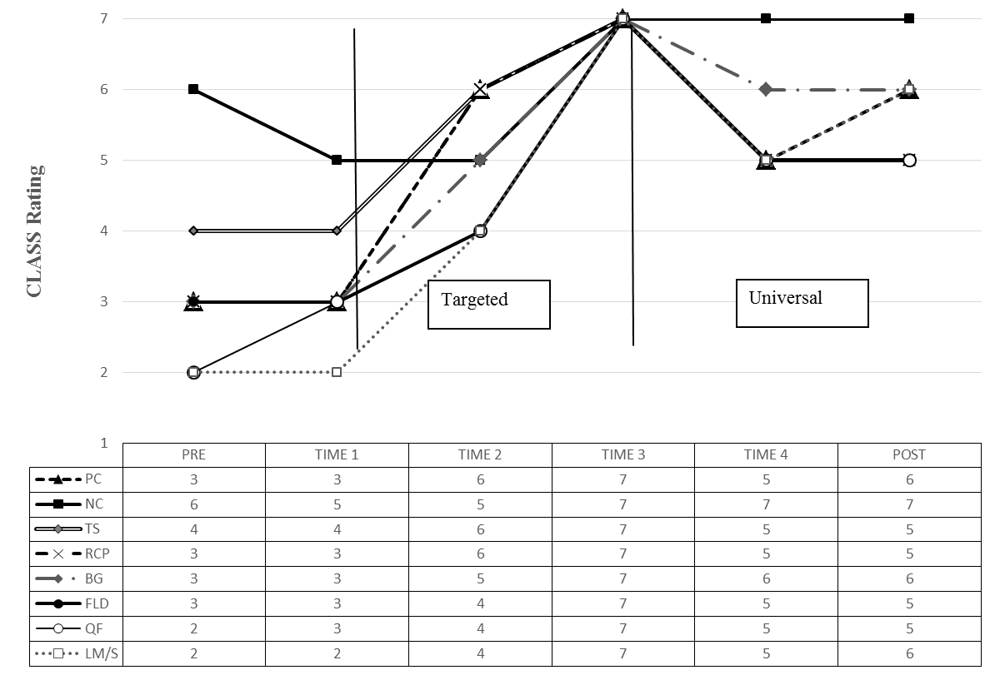 7
6
5
4
3
2
1
CLASS Rating
Targeted
Universal
PRE TIME 1 TIME 2 TIME 3 TIME 4 POST
PC 3 3 6 7 5 6
NC 6 5 5 7 7 7
TS 4 4 6 7 5 5
RCP 3 3 6 7 5 5
BG 3 3 5 7 6 6
FLD 3 3 4 7 5 5
QF 2 3 4 7 5 5
LM/S 2 2 4 7 5 6